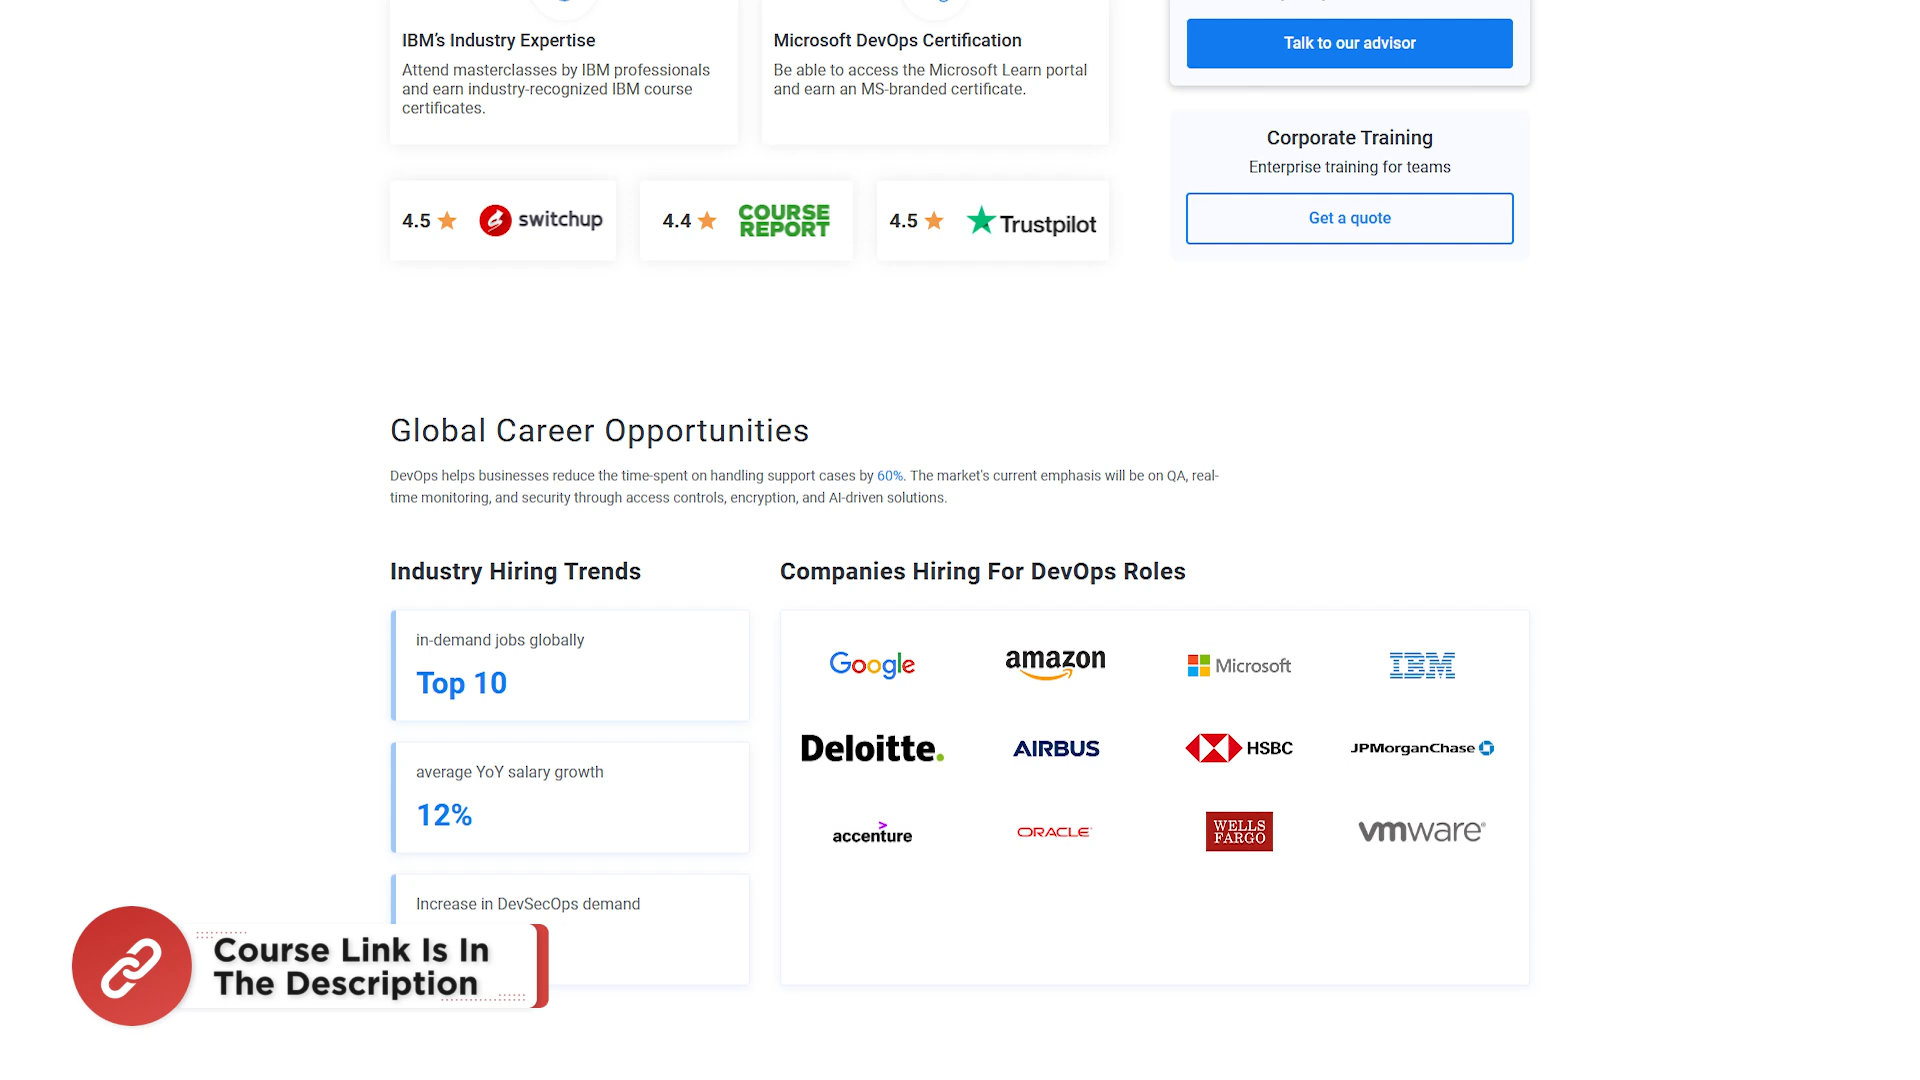 IBM’s Industry Expertise
Attend masterclasses by IBM professionals
and earn industry-recognized IBM course
certificates.
Microsoft DevOps Certification
Be able to access the Microsoft Learn portal
and earn an MS-branded certificate.
Talk to our advisor
Corporate Training
Enterprise training for teams
Get a quote
4.5 switchup
4.4 COURSE
REPORT
4.5 Trustpilot
Global Career Opportunities
DevOps helps businesses reduce the time-spent on handling support cases by 60%. The market's current emphasis will be on QA, real-
time monitoring, and security through access controls, encryption, and AI-driven solutions.
Industry Hiring Trends
in-demand jobs globally
Top 10
average YoY salary growth
12%
Increase in DevSecOps demand
Companies Hiring For DevOps Roles
Google amazon Microsoft IBM
Deloitte. AIRBUS HSBC JPMorganChase
accenture ORACLE WELLS
FARGO vmware
Course Link Is In
The Description